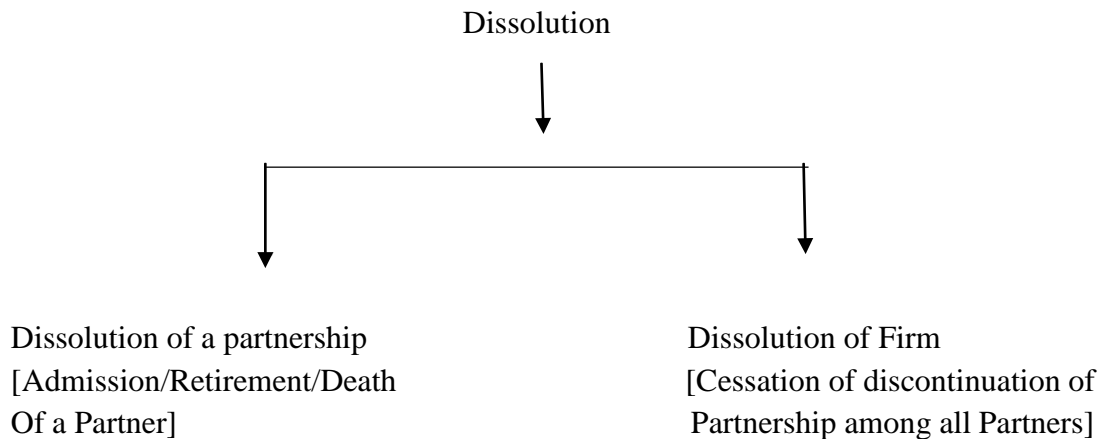 Dissolution
Dissolution of a partnership
[Admission/Retirement/Death
Of a Partner]
Dissolution of Firm
[Cessation of discontinuation of
Partnership among all Partners]